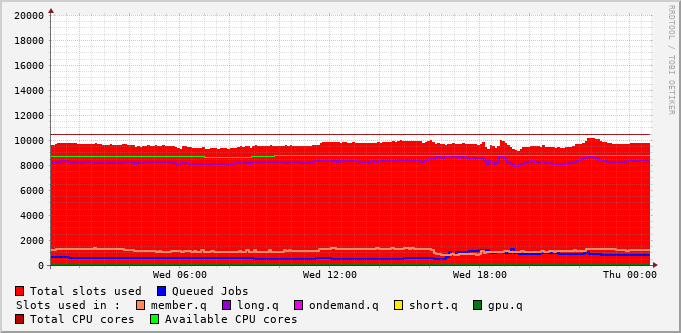 20000
18000
16000
14000
12000
10000
8000
6000
4000
2000
0
Wed 06:00 Wed 12:00 Wed 18:00 Thu 00:00
RRDTOOL / TOBI OETIKER
Total slots used Queued Jobs
Slots used in : member.q long.q ondemand.q short.q gpu.q
Total CPU cores Available CPU cores